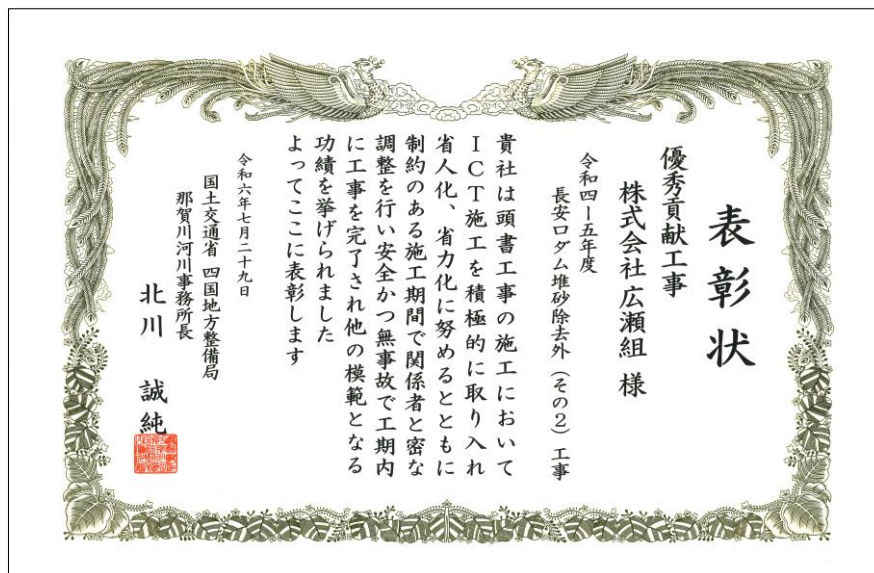 表彰状
優秀貢献工事
株式会社広瀬組 様
令和四ー五年度
長安口ダム堆砂除去外(その2)工事
貴社は頭書工事の施工において
ICT施工を積極的に取り入れ
省人化、省力化に努めるとともに
制約のある施工期間で関係者と密な
調整を行い安全かつ無事故で工期内
に工事を完了され他の模範となる
功績を挙げられました
よってここに表彰します
令和六年七月二十九日
国土交通省 四国地方整備局
那賀川河川事務所長
北川 誠純